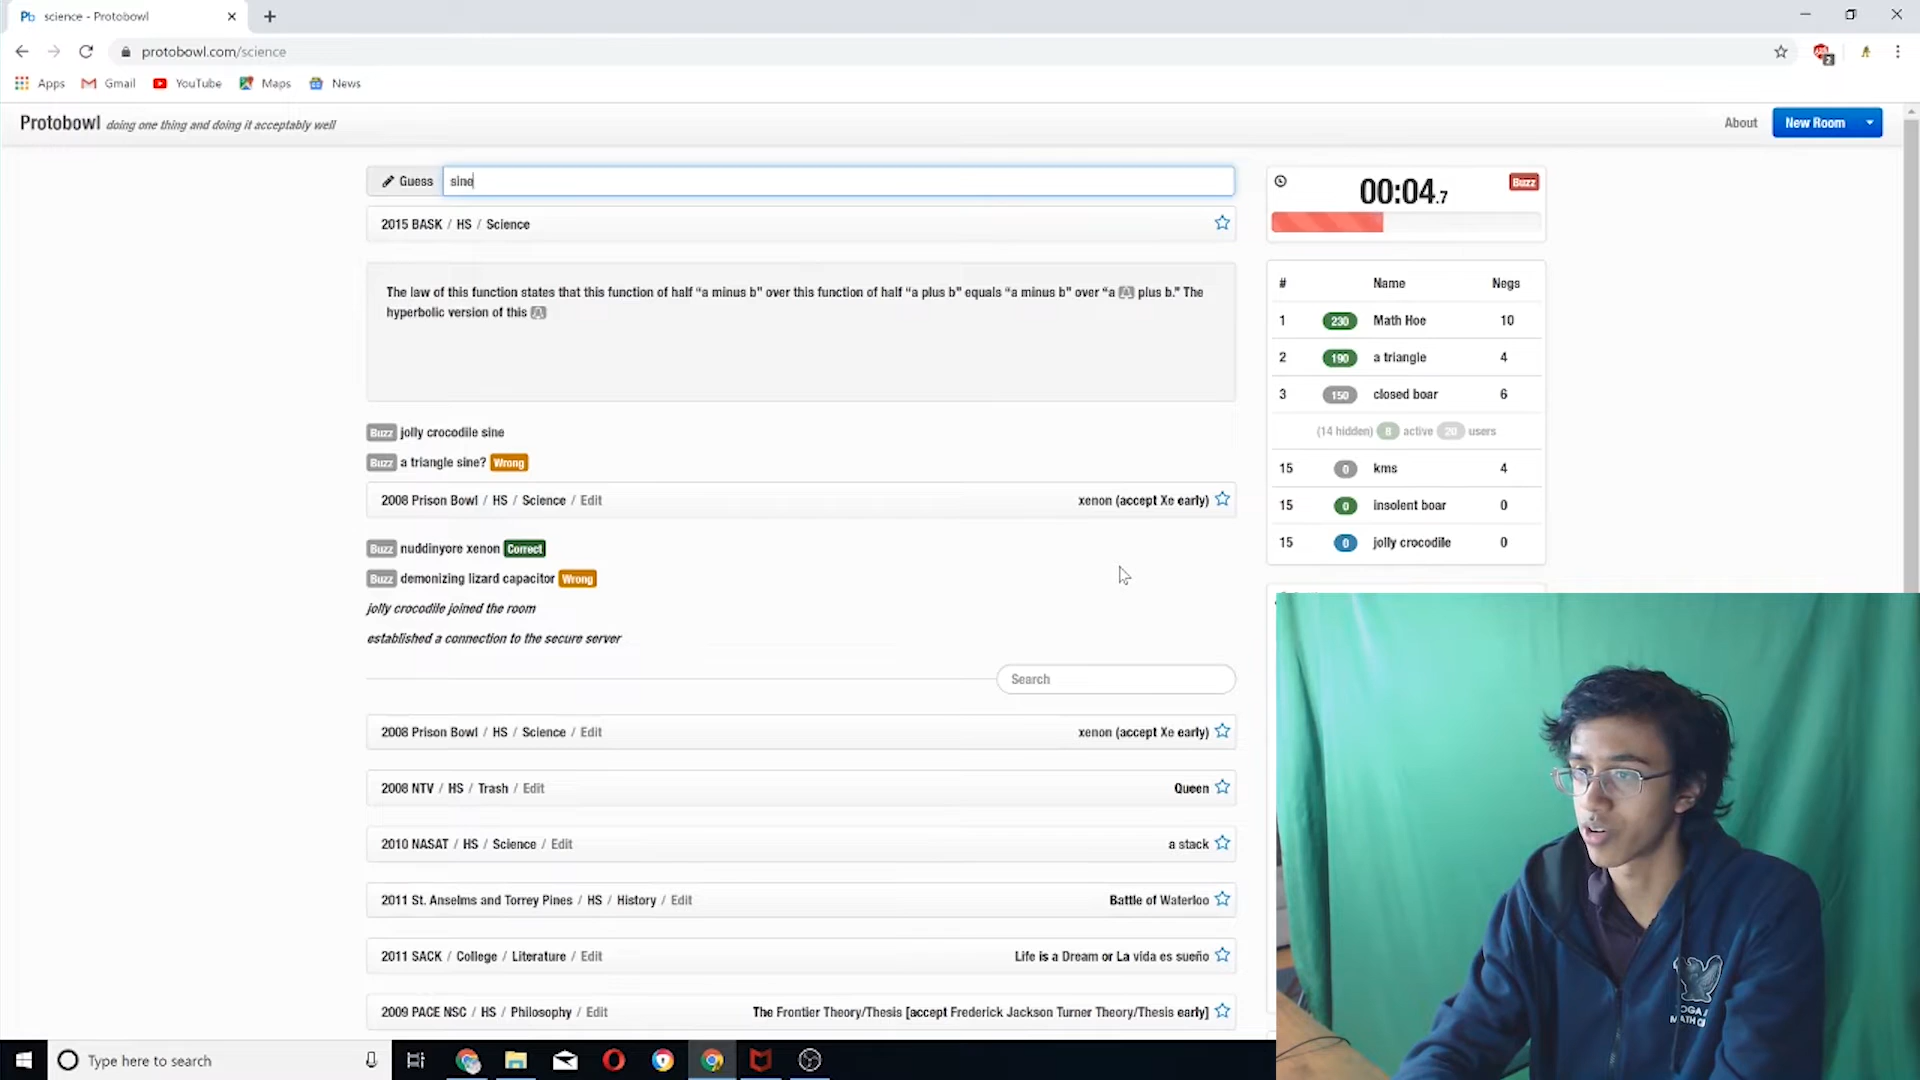 Pb science - Protobowl
protobowl.com/science
Apps Gmail YouTube Maps News
Protobowl doing one thing and doing it acceptably well
About New Room
Guess sine
00:04.7 Buzz
2015 BASK / HS / Science
The law of this function states that this function of half “a minus b” over this function of half “a plus b” equals “a minus b” over “a plus b.” The
hyperbolic version of this
# Name Negs
1 230 Math Hoe 10
2 190 a triangle 4
3 150 closed boar 6
(14 hidden) 8 active 20 users
15 0 kms 4
15 0 insolent boar 0
15 0 jolly crocodile 0
Buzz jolly crocodile sine
Buzz a triangle sine? Wrong
2008 Prison Bowl / HS / Science / Edit xenon (accept Xe early)
Buzz nuddinyore xenon Correct
Buzz demonizing lizard capacitor Wrong
jolly crocodile joined the room
established a connection to the secure server
Search
2008 Prison Bowl / HS / Science / Edit xenon (accept Xe early)
2008 NTV / HS / Trash / Edit Queen
2010 NASAT / HS / Science / Edit a stack
2011 St. Anselms and Torrey Pines / HS / History / Edit Battle of Waterloo
2011 SACK / College / Literature / Edit Life is a Dream or La vida es sueño
2009 PACE NSC / HS / Philosophy / Edit The Frontier Theory/Thesis [accept Frederick Jackson Turner Theory/Thesis early]
Type here to search